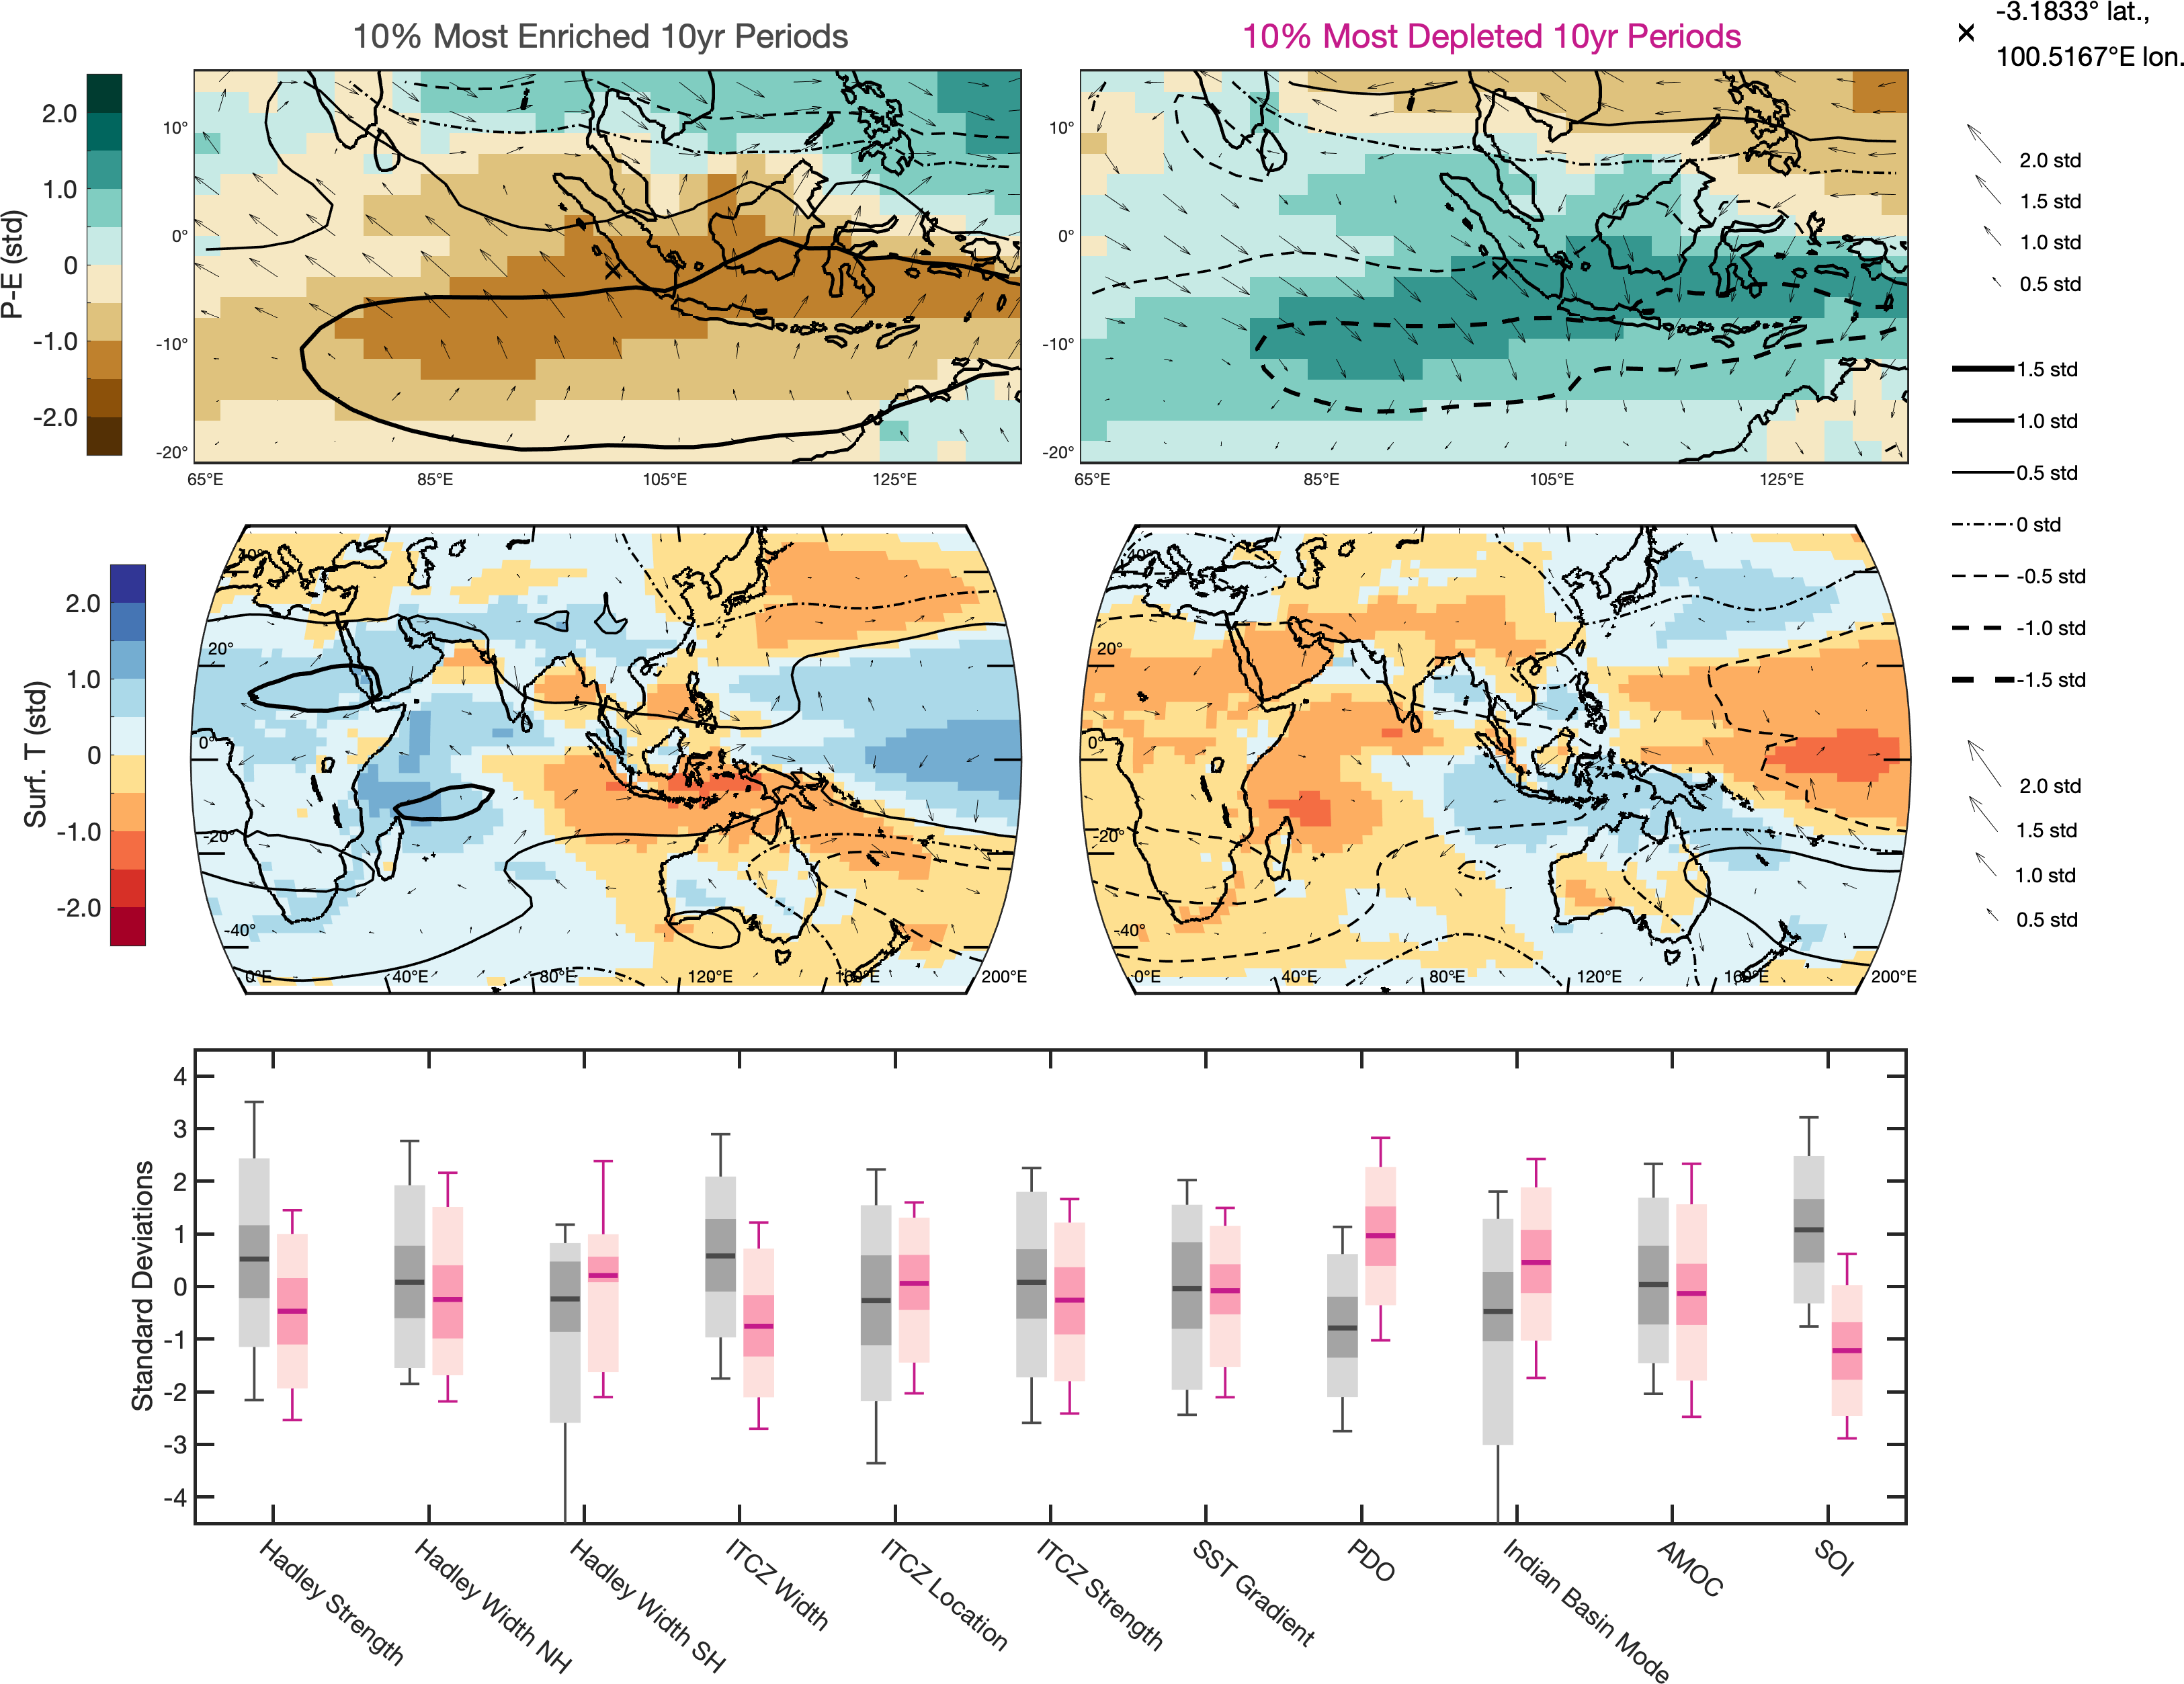 10% Most Enriched 10yr Periods
10% Most Depleted 10yr Periods
-3.1833° lat.,
100.5167°E lon.
P-E (std)
2.0
1.0
0
-1.0
-2.0
10°
0°
-10°
-20°
65°E
85°E
105°E
125°E
10°
0°
-10°
-20°
65°E
85°E
105°E
125°E
2.0 std
1.5 std
1.0 std
0.5 std
1.5 std
1.0 std
0.5 std
0 std
-0.5 std
-1.0 std
-1.5 std
Surf. T (std)
2.0
1.0
0
-1.0
-2.0
40°
20°
0°
-20°
-40°
0°E
40°E
80°E
120°E
160°E
200°E
40°
20°
0°
-20°
-40°
0°E
40°E
80°E
120°E
160°E
200°E
2.0 std
1.5 std
1.0 std
0.5 std
Standard Deviations
4
3
2
1
0
-1
-2
-3
-4
Hadley Strength
Hadley Width NH
Hadley Width SH
ITCZ Width
ITCZ Location
ITCZ Strength
SST Gradient
PDO
Indian Basin Mode
AMOC
SOI